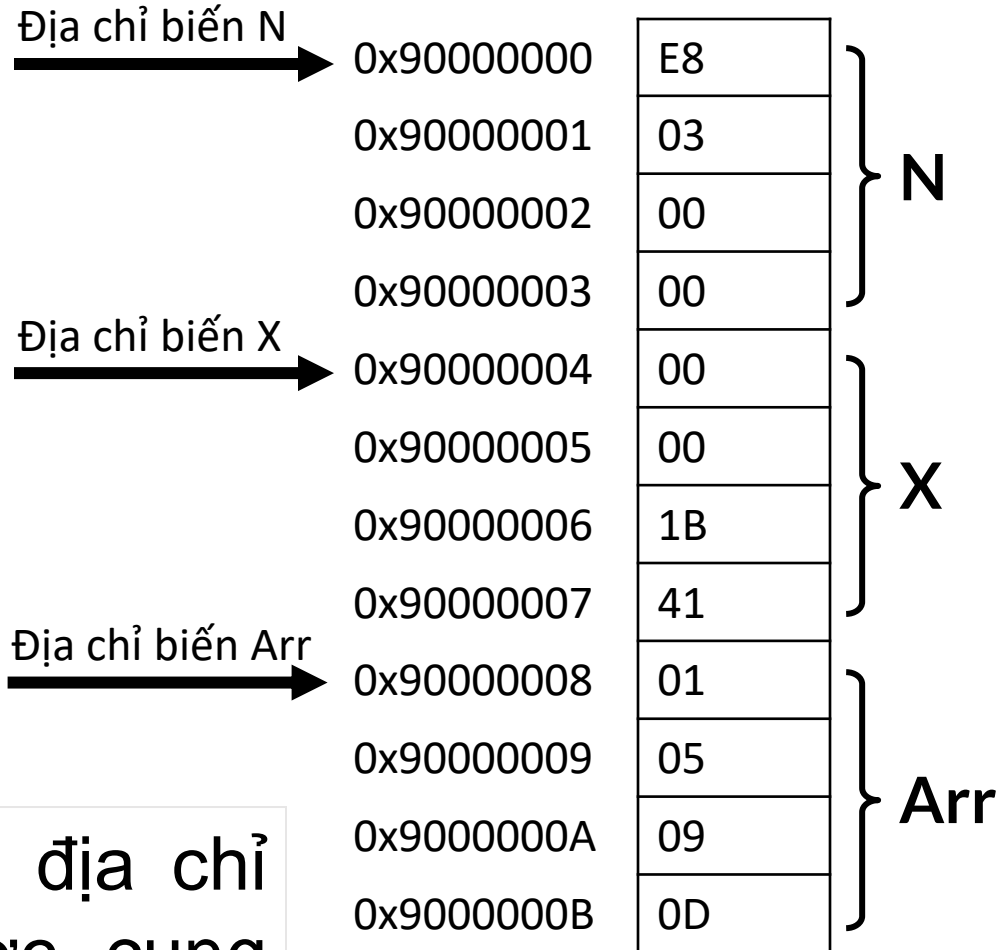 Địa chỉ biến N
0x90000000 E8
0x90000001 03
N
0x90000002 00
0x90000003 00
Địa chỉ biến X
0x90000004 00
0x90000005 00
X
0x90000006 1B
0x90000007 41
Địa chỉ biến Arr
0x90000008 01
0x90000009 05
Arr
0x9000000A 09
0x9000000B 0D
địa chỉ
cung